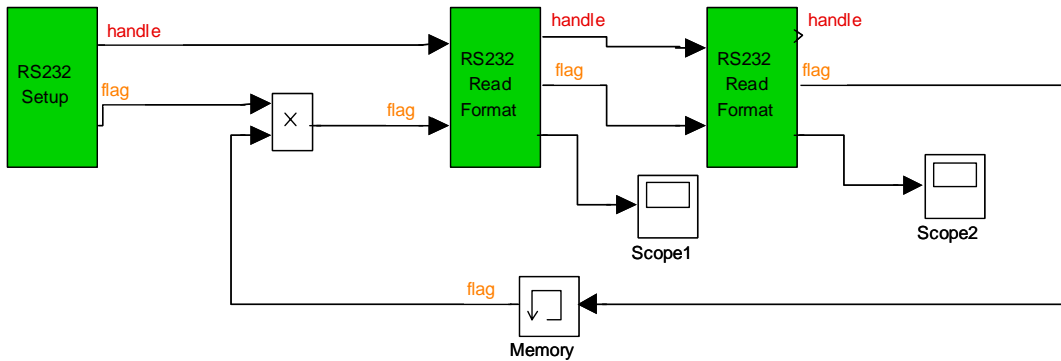 handle
handle
handle
RS232
Setup
flag
flag
×
RS232
Read
Format
flag
RS232
Read
Format
flag
Scope1
Scope2
flag
Memory